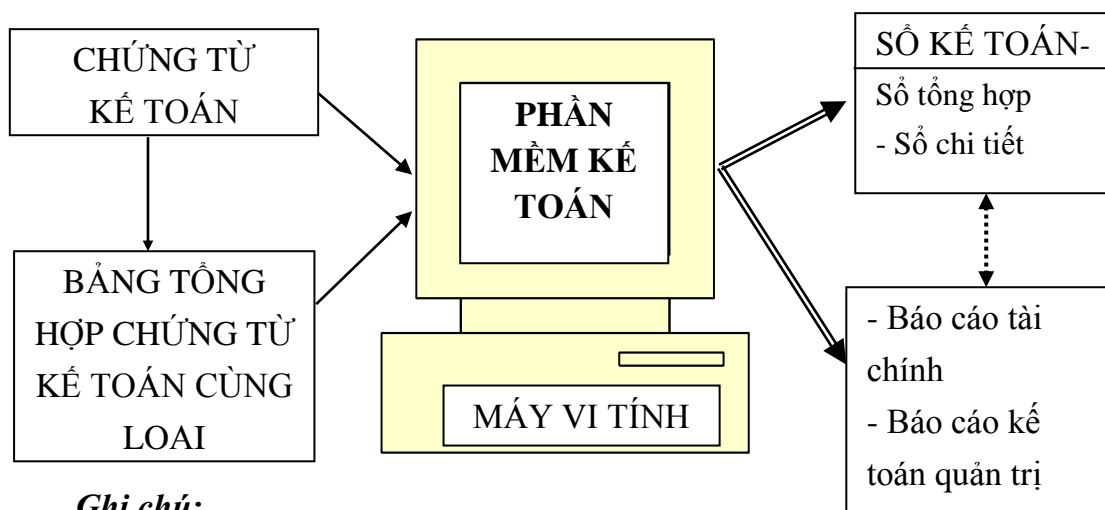 CHỨNG TỪ
KẾ TOÁN
BẢNG TỔNG
HỢP CHỨNG TỪ
KẾ TOÁN CÙNG
LOAI
PHẦN
MỀM KẾ
TOÁN
MÁY VI TÍNH
SỔ KẾ TOÁN-
Sổ tổng hợp
- Sổ chi tiết
- Báo cáo tài
chính
- Báo cáo kế
toán quản trị
Ghi chú: